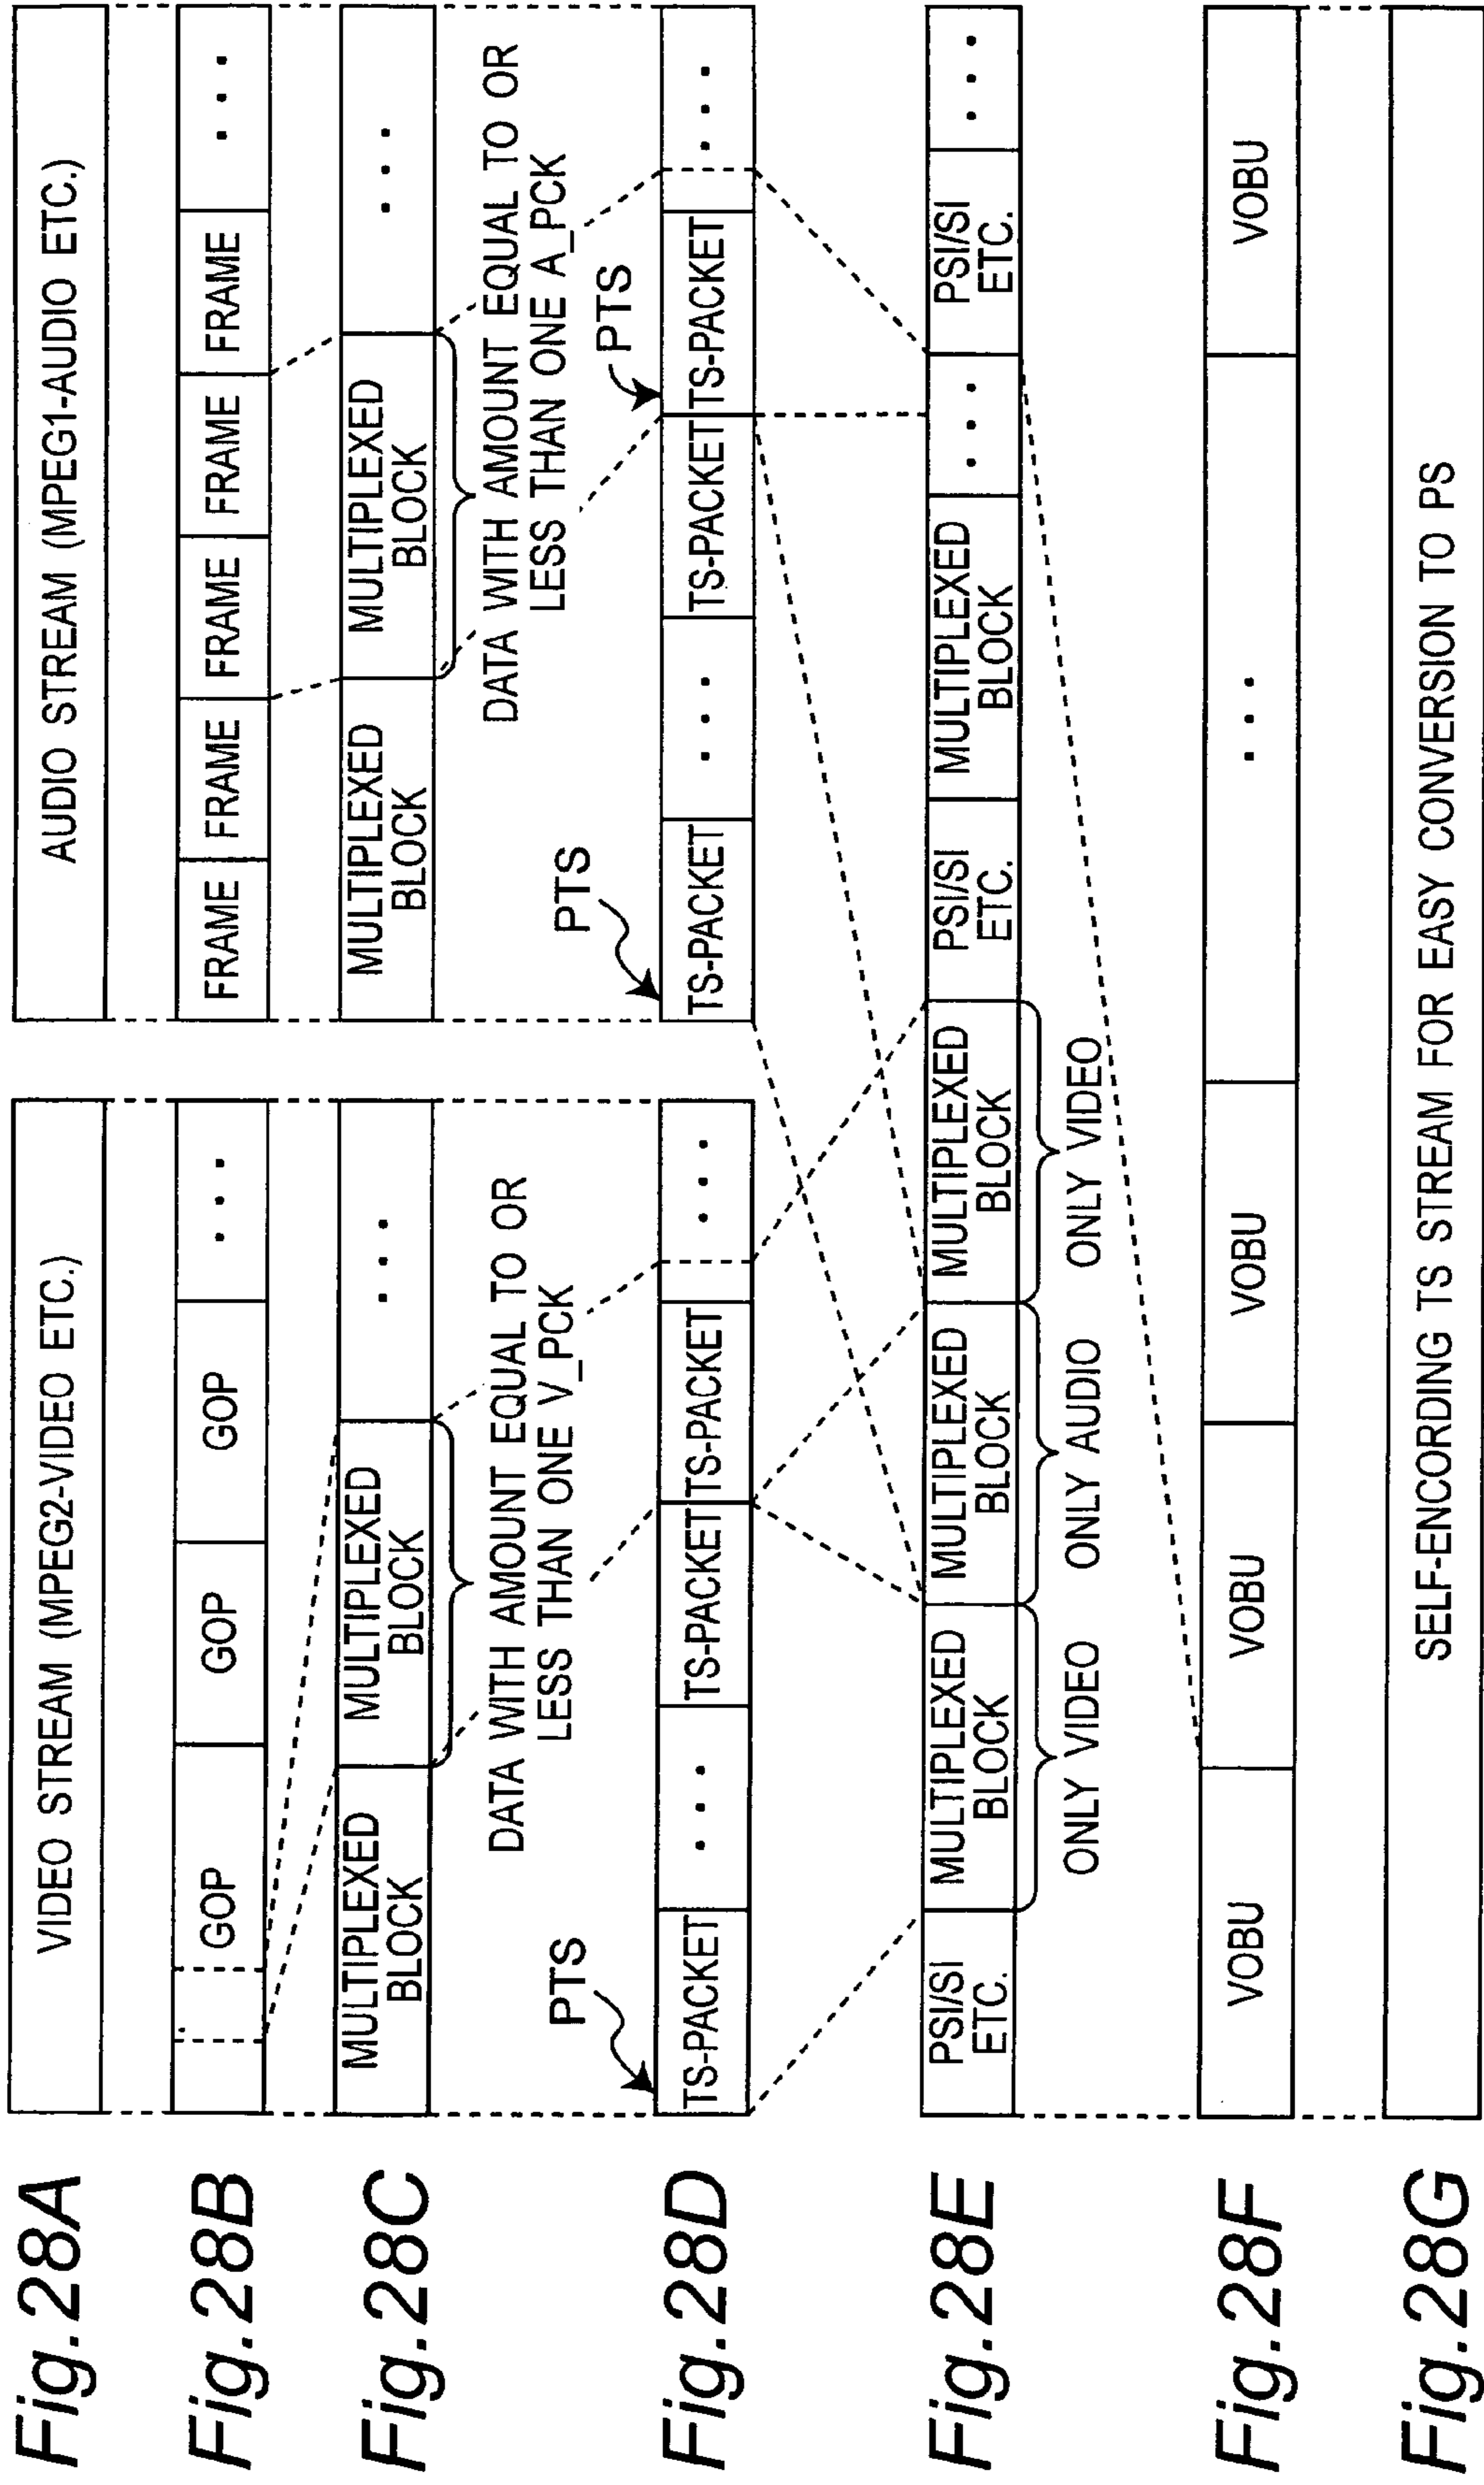 Fig.28A
VIDEO STREAM (MPEG2-VIDEO ETC.)
AUDIO STREAM (MPEG1-AUDIO ETC.)
Fig.28B
GOP
GOP
GOP
...
FRAME
FRAME
FRAME
FRAME
FRAME
...
Fig.28C
MULTIPLEXED
BLOCK
MULTIPLEXED
BLOCK
...
MULTIPLEXED
BLOCK
MULTIPLEXED
BLOCK
...
DATA WITH AMOUNT EQUAL TO OR
LESS THAN ONE V_PCK
DATA WITH AMOUNT EQUAL TO OR
LESS THAN ONE A_PCK
PTS
PTS
PTS
Fig.28D
TS-PACKET
...
TS-PACKET
TS-PACKET
...
TS-PACKET
...
TS-PACKET
TS-PACKET
...
Fig.28E
PSI/SI
ETC.
MULTIPLEXED
BLOCK
MULTIPLEXED
BLOCK
MULTIPLEXED
BLOCK
PSI/SI
ETC.
MULTIPLEXED
BLOCK
...
PSI/SI
ETC.
...
ONLY VIDEO
ONLY AUDIO
ONLY VIDEO
Fig.28F
VOBU
VOBU
VOBU
...
VOBU
Fig.28G
SELF-ENCORDING TS STREAM FOR EASY CONVERSION TO PS